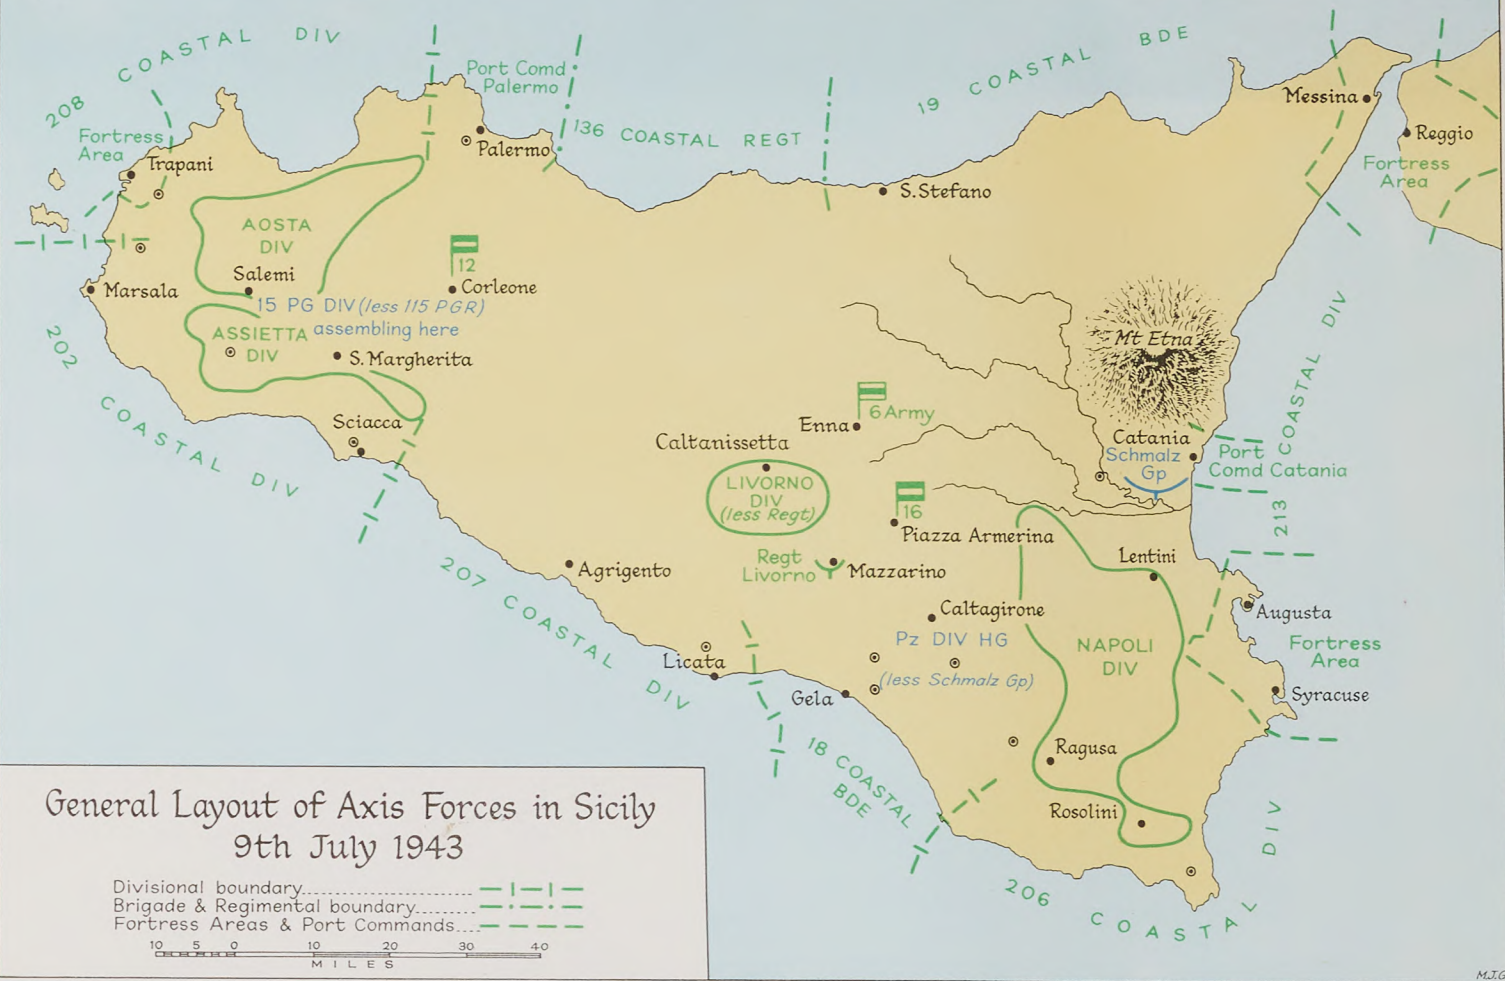 208 COASTAL DIV
Port Comd
Palermo
136 COASTAL REGT
19 COASTAL BDE
Messina
Reggio
Fortress
Area
Fortress
Area
Trapani
Palermo
S.Stefano
AOSTA
DIV
Salemi
12
Corleone
Marsala
15 PG DIV (less 115 PGR)
assembling here
ASSIETTA
DIV
S.Margherita
202 COASTAL DIV
Sciacca
Mt Etna
213 COASTAL DIV
6 Army
Enna
Caltanissetta
LIVORNO
DIV
(less Regt)
Catania
Schmalz
Gp
Port
Comd Catania
16
Piazza Armerina
Regt
Livorno
Mazzarino
Lentini
Agrigento
207 COASTAL DIV
Caltagirone
Augusta
Pz DIV HG
(less Schmalz Gp)
NAPOLI
DIV
Fortress
Area
Licata
Gela
Syracuse
18 COASTAL
BDE
Ragusa
Rosolini
206 COASTAL DIV
General Layout of Axis Forces in Sicily
9th July 1943
Divisional boundary
Brigade & Regimental boundary
Fortress Areas & Port Commands
10 5 0 10 20 30 40
MILES
M.J.G